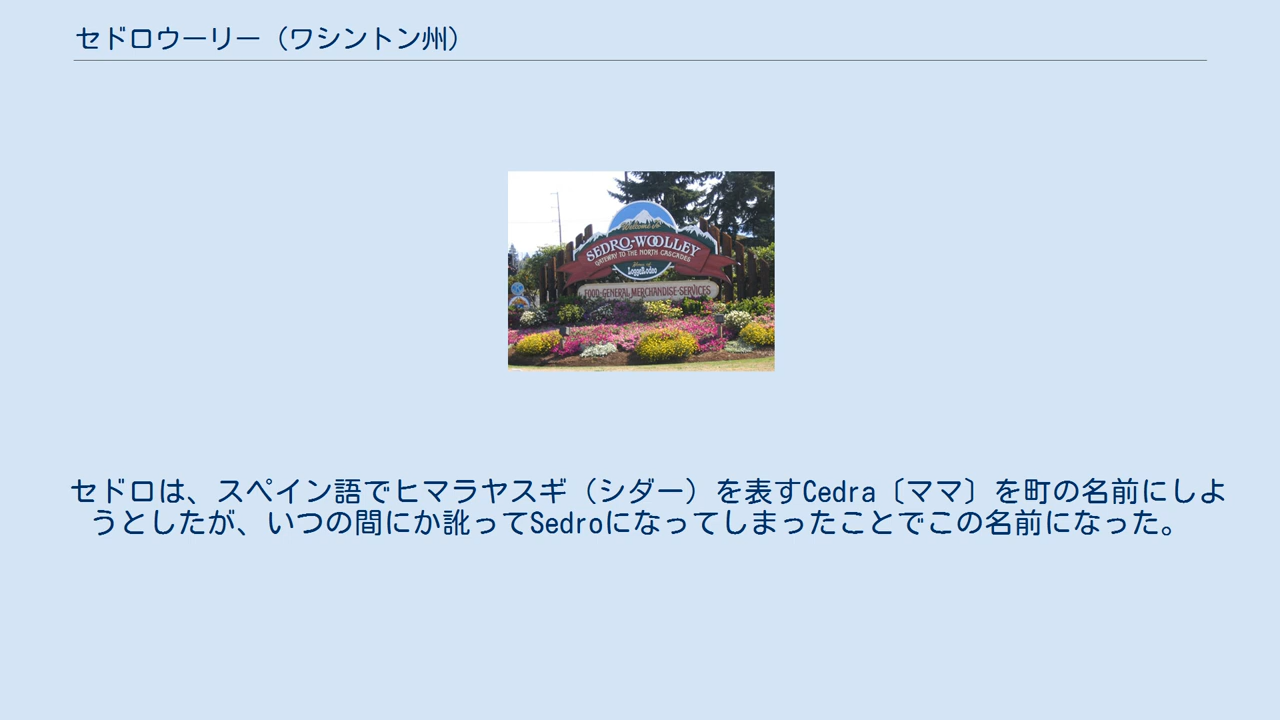 セドロウーリー（ワシントン州）
Welcome to
SEDRO-WOOLLEY
GATEWAY TO THE NORTH CASCADES
Home of
Loggerodeo
FOOD-GENERAL MERCHANDISE-SERVICES
セドロは、スペイン語でヒマラヤスギ（シダー）を表すCedra〔ママ〕を町の名前にしよ
うとしたが、いつの間にか訛ってSedroになってしまったことでこの名前になった。